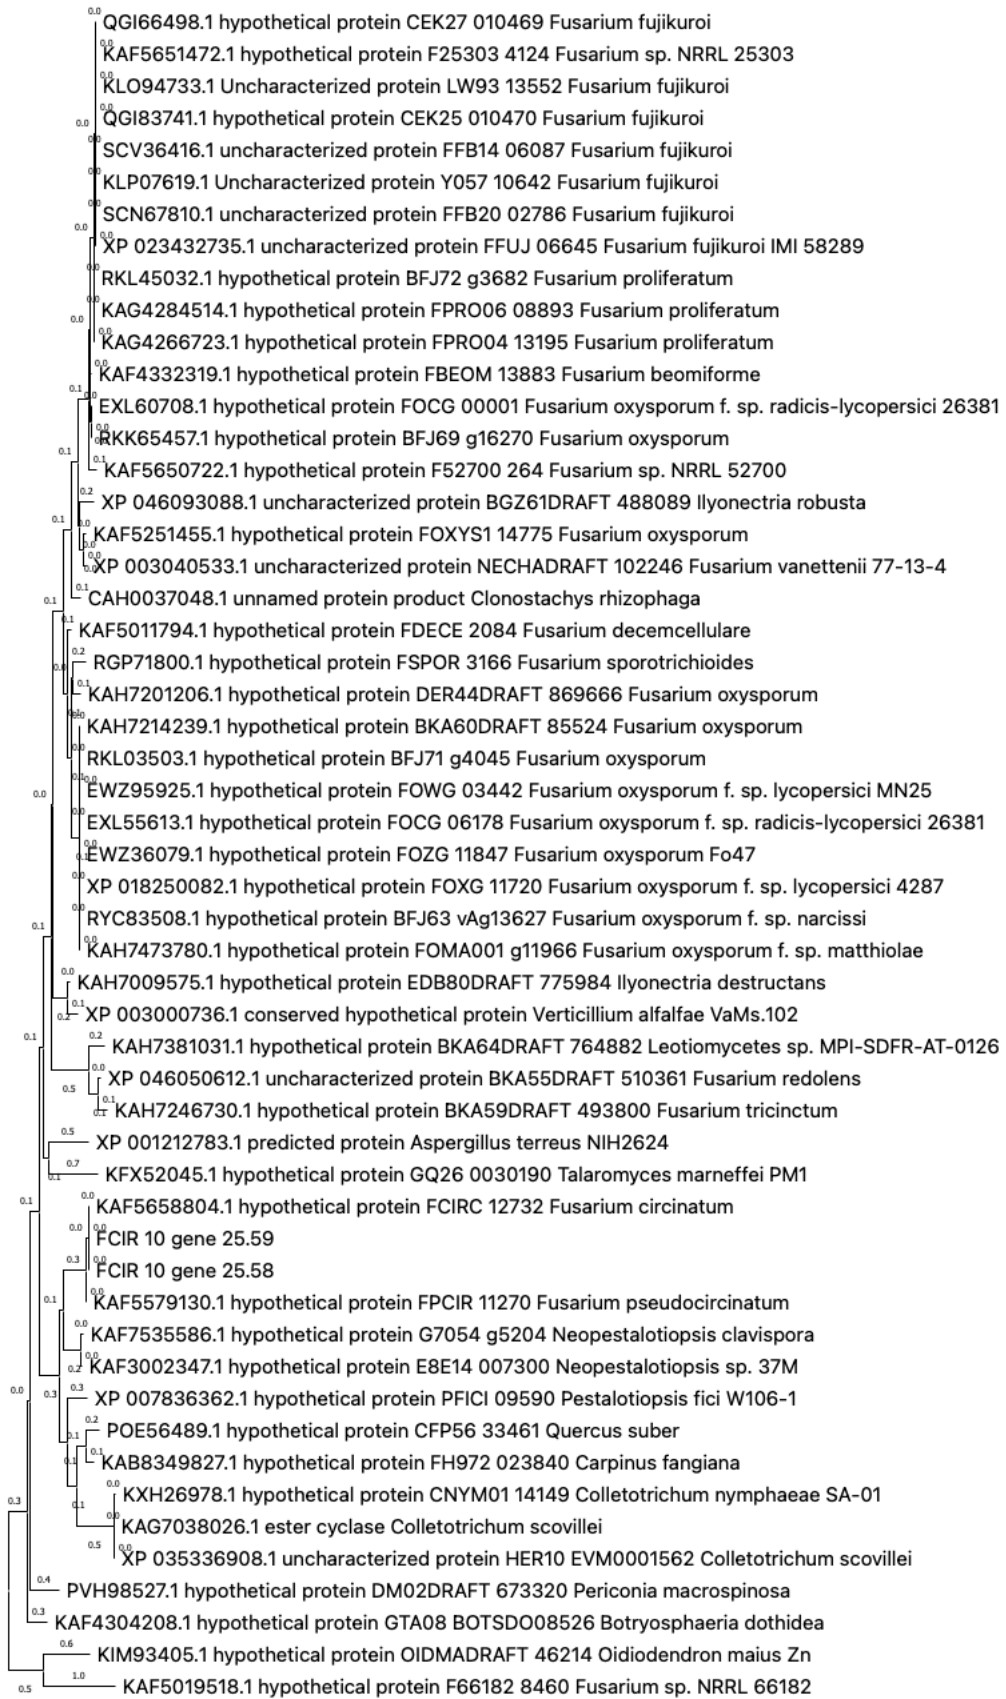 QGI66498.1 hypothetical protein CEK27 010469 Fusarium fujikuroi
KAF5651472.1 hypothetical protein F25303 4124 Fusarium sp. NRRL 25303
KLO94733.1 Uncharacterized protein LW93 13552 Fusarium fujikuroi
QGI83741.1 hypothetical protein CEK25 010470 Fusarium fujikuroi
SCV36416.1 uncharacterized protein FFB14 06087 Fusarium fujikuroi
KLP07619.1 Uncharacterized protein Y057 10642 Fusarium fujikuroi
SCN67810.1 uncharacterized protein FFB20 02786 Fusarium fujikuroi
XP 023432735.1 uncharacterized protein FFUJ 06645 Fusarium fujikuroi IMI 58289
RKL45032.1 hypothetical protein BFJ72 g3682 Fusarium proliferatum
KAG4284514.1 hypothetical protein FPRO06 08893 Fusarium proliferatum
KAG4266723.1 hypothetical protein FPRO04 13195 Fusarium proliferatum
KAF4332319.1 hypothetical protein FBEOM 13883 Fusarium beomiforme
EXL60708.1 hypothetical protein FOCG 00001 Fusarium oxysporum f. sp. radicis-lycopersici 26381
RKK65457.1 hypothetical protein BFJ69 g16270 Fusarium oxysporum
KAF5650722.1 hypothetical protein F52700 264 Fusarium sp. NRRL 52700
XP 046093088.1 uncharacterized protein BGZ61DRAFT 488089 Ilyonectria robusta
KAF5251455.1 hypothetical protein FOXYS1 14775 Fusarium oxysporum
XP 003040533.1 uncharacterized protein NECHADRAFT 102246 Fusarium vanettenii 77-13-4
CAH0037048.1 unnamed protein product Clonostachys rhizophaga
KAF5011794.1 hypothetical protein FDECE 2084 Fusarium decemcellulare
RGP71800.1 hypothetical protein FSPOR 3166 Fusarium sporotrichioides
KAH7201206.1 hypothetical protein DER44DRAFT 869666 Fusarium oxysporum
KAH7214239.1 hypothetical protein BKA60DRAFT 85524 Fusarium oxysporum
RKL03503.1 hypothetical protein BFJ71 g4045 Fusarium oxysporum
EWZ95925.1 hypothetical protein FOWG 03442 Fusarium oxysporum f. sp. lycopersici MN25
EXL55613.1 hypothetical protein FOCG 06178 Fusarium oxysporum f. sp. radicis-lycopersici 26381
EWZ36079.1 hypothetical protein FOZG 11847 Fusarium oxysporum Fo47
XP 018250082.1 hypothetical protein FOXG 11720 Fusarium oxysporum f. sp. lycopersici 4287
RYC83508.1 hypothetical protein BFJ63 vAg13627 Fusarium oxysporum f. sp. narcissi
KAH7473780.1 hypothetical protein FOMA001 g11966 Fusarium oxysporum f. sp. matthiolae
KAH7009575.1 hypothetical protein EDB80DRAFT 775984 Ilyonectria destructans
XP 003000736.1 conserved hypothetical protein Verticillium alfalfae VaMs.102
KAH7381031.1 hypothetical protein BKA64DRAFT 764882 Leotiomycetes sp. MPI-SDFR-AT-0126
XP 046050612.1 uncharacterized protein BKA55DRAFT 510361 Fusarium redolens
KAH7246730.1 hypothetical protein BKA59DRAFT 493800 Fusarium tricinctum
XP 001212783.1 predicted protein Aspergillus terreus NIH2624
KFX52045.1 hypothetical protein GQ26 0030190 Talaromyces marneffei PM1
KAF5658804.1 hypothetical protein FCIRC 12732 Fusarium circinatum
FCIR 10 gene 25.59
FCIR 10 gene 25.58
KAF5579130.1 hypothetical protein FPCIR 11270 Fusarium pseudocircinatum
KAF7535586.1 hypothetical protein G7054 g5204 Neopestalotiopsis clavispora
KAF3002347.1 hypothetical protein E8E14 007300 Neopestalotiopsis sp. 37M
XP 007836362.1 hypothetical protein PFICI 09590 Pestalotiopsis fici W106-1
POE56489.1 hypothetical protein CFP56 33461 Quercus suber
KAB8349827.1 hypothetical protein FH972 023840 Carpinus fangiana
KXH26978.1 hypothetical protein CNYM01 14149 Colletotrichum nymphaeae SA-01
KAG7038026.1 ester cyclase Colletotrichum scovillei
XP 035336908.1 uncharacterized protein HER10 EVM0001562 Colletotrichum scovillei
PVH98527.1 hypothetical protein DM02DRAFT 673320 Periconia macrospinosa
KAF4304208.1 hypothetical protein GTA08 BOTSDO08526 Botryosphaeria dothidea
KIM93405.1 hypothetical protein OIDMADRAFT 46214 Oidiodendron maius Zn
KAF5019518.1 hypothetical protein F66182 8460 Fusarium sp. NRRL 66182